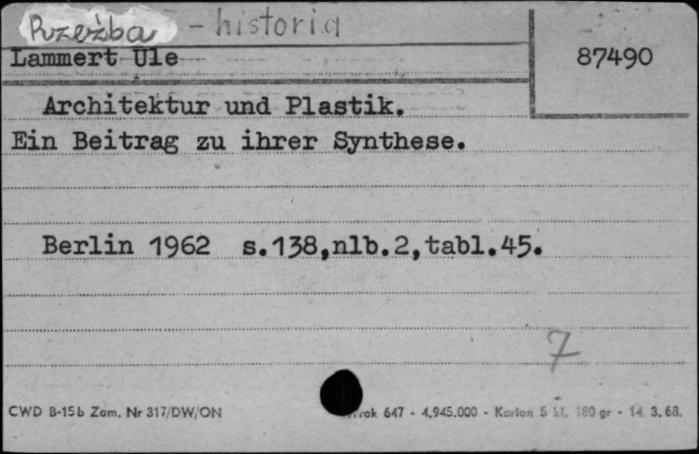 Rzeźba - historia
Lammert Ule
87490
Architektur und Plastik.
Ein Beitrag zu ihrer Synthese.
Berlin 1962 s.138,nlb.2,tabl.45.
7
CWD B-15b Zam. Nr 317/DW/ON
647 - 4.945.000 - Karton 5 kl. 180 gr - 14. 3. 68.